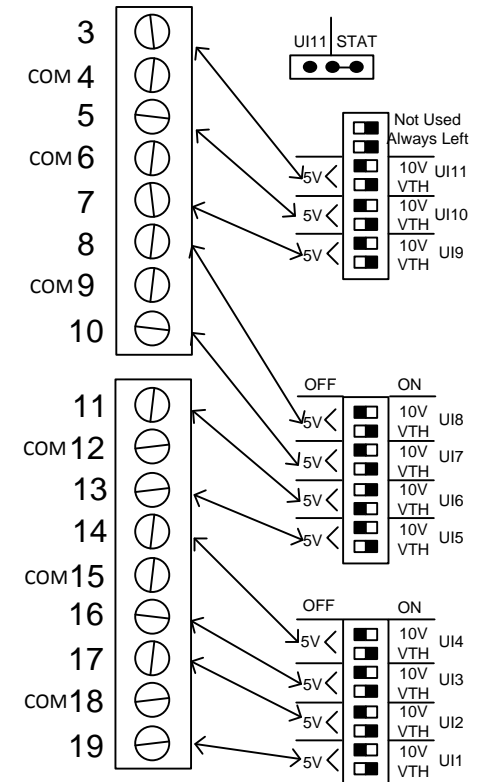 3
COM 4
5
COM 6
7
8
COM 9
10
11
COM 12
13
14
COM 15
16
17
COM 18
19
UI11 STAT
Not Used
Always Left
5V 10V UI11
VTH
5V 10V UI10
VTH
5V 10V UI9
VTH
OFF ON
5V 10V UI8
VTH
5V 10V UI7
VTH
5V 10V UI6
VTH
5V 10V UI5
VTH
OFF ON
5V 10V UI4
VTH
5V 10V UI3
VTH
5V 10V UI2
VTH
5V 10V UI1
VTH